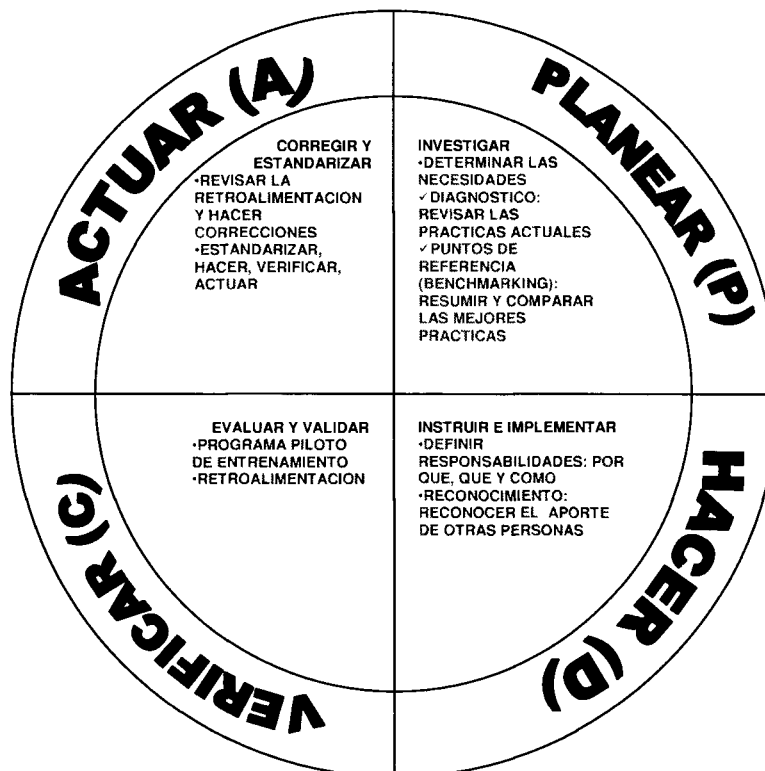 ACTUAR (A)
CORREGIR Y
ESTANDARIZAR
•REVISAR LA
RETROALIMENTACION
Y HACER
CORRECCIONES
•ESTANDARIZAR,
HACER, VERIFICAR,
ACTUAR
PLANEAR (P)
INVESTIGAR
•DETERMINAR LAS
NECESIDADES
✓ DIAGNOSTICO:
REVISAR LAS
PRACTICAS ACTUALES
✓ PUNTOS DE
REFERENCIA
(BENCHMARKING):
RESUMIR Y COMPARAR
LAS MEJORES
PRACTICAS
VERIFICAR (C)
EVALUAR Y VALIDAR
•PROGRAMA PILOTO
DE ENTRENAMIENTO
•RETROALIMENTACION
HACER (D)
INSTRUIR E IMPLEMENTAR
•DEFINIR
RESPONSABILIDADES: POR
QUE, QUE Y COMO
•RECONOCIMIENTO:
RECONOCER EL APORTE
DE OTRAS PERSONAS